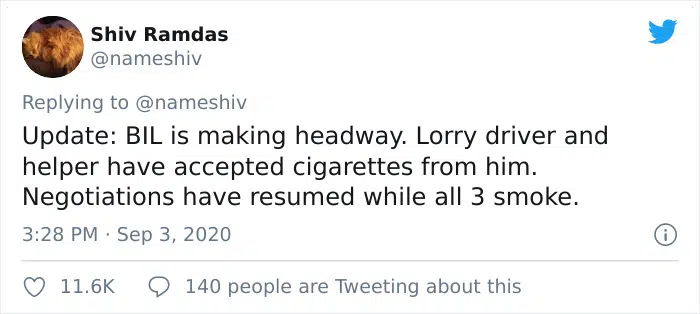 Shiv Ramdas
@nameshiv
Replying to @nameshiv
Update: BIL is making headway. Lorry driver and
helper have accepted cigarettes from him.
Negotiations have resumed while all 3 smoke.
3:28 PM · Sep 3, 2020
11.6K 140 people are Tweeting about this